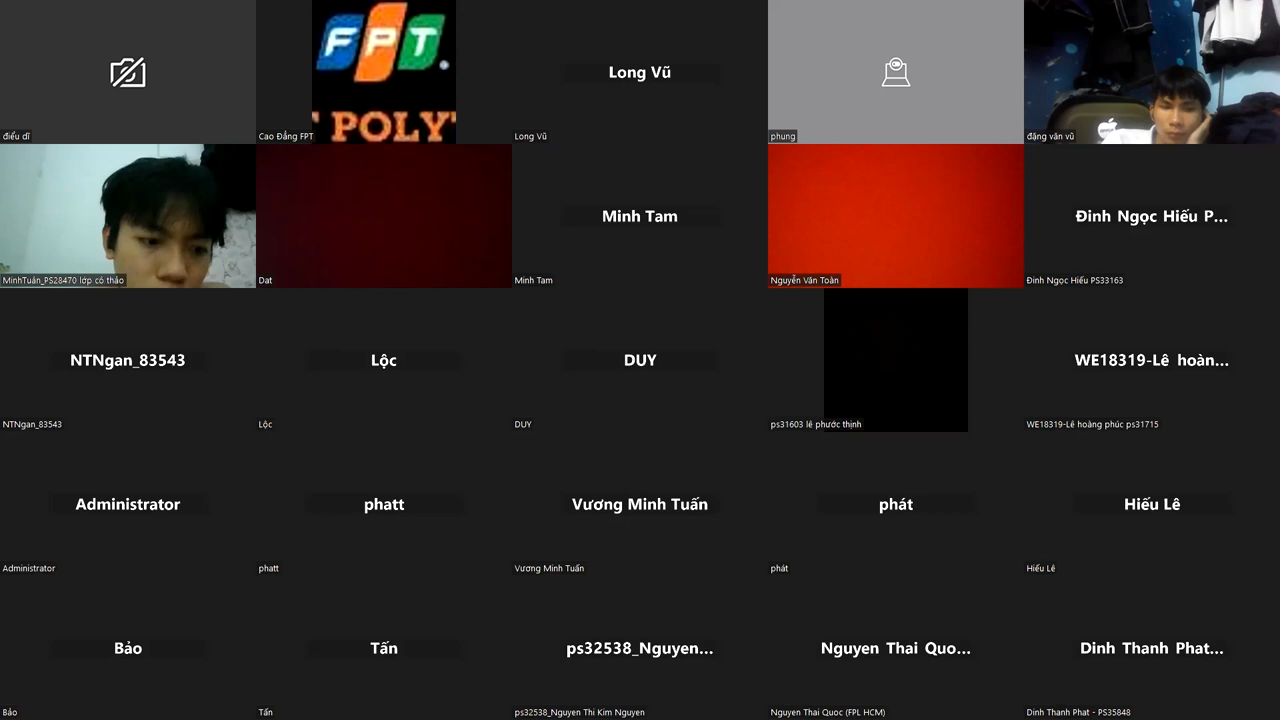 điểu dĩ
FPT
T POLYT
Cao Đẳng FPT
Long Vũ
Long Vũ
phung
đặng văn vũ
MinhTuấn_PS28470 lớp cô thảo
Dat
Minh Tam
Minh Tam
Nguyễn Văn Toàn
Đinh Ngọc Hiếu P...
Đinh Ngọc Hiếu PS33163
NTNgan_83543
NTNgan_83543
Lộc
Lộc
DUY
DUY
ps31603 lê phước thịnh
WE18319-Lê hoàn...
WE18319-Lê hoàng phúc ps31715
Administrator
Administrator
phatt
phatt
Vương Minh Tuấn
Vương Minh Tuấn
phát
phát
Hiếu Lê
Hiếu Lê
Bảo
Bảo
Tấn
Tấn
ps32538_Nguyen...
ps32538_Nguyen Thi Kim Nguyen
Nguyen Thai Quo...
Nguyen Thai Quoc (FPL HCM)
Dinh Thanh Phat...
Dinh Thanh Phat - PS35848